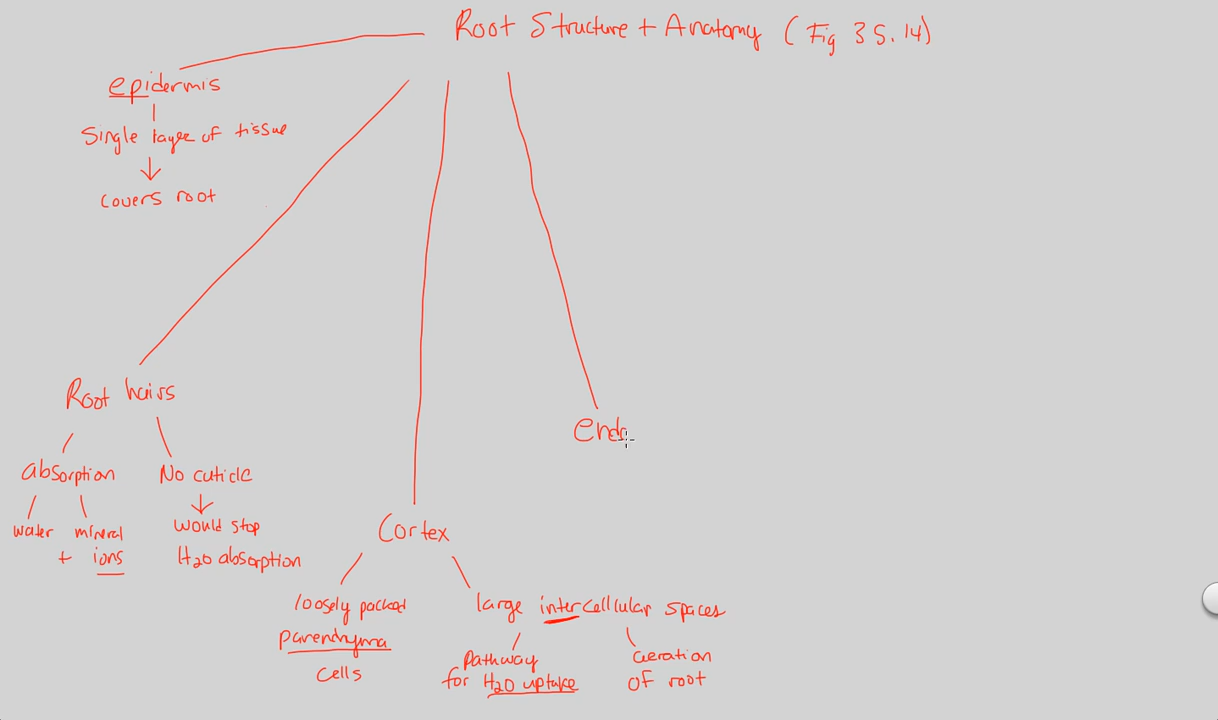 Root Structure + Anatomy (Fig 35.14)
epidermis
Single layer of tissue
covers root
Root hairs
absorption
water
mineral
+ ions
No cuticle
would stop
H2O absorption
Cortex
loosely packed
parenchyma
cells
large intercellular spaces
pathway
for H2O uptake
aeration
of root
Endo